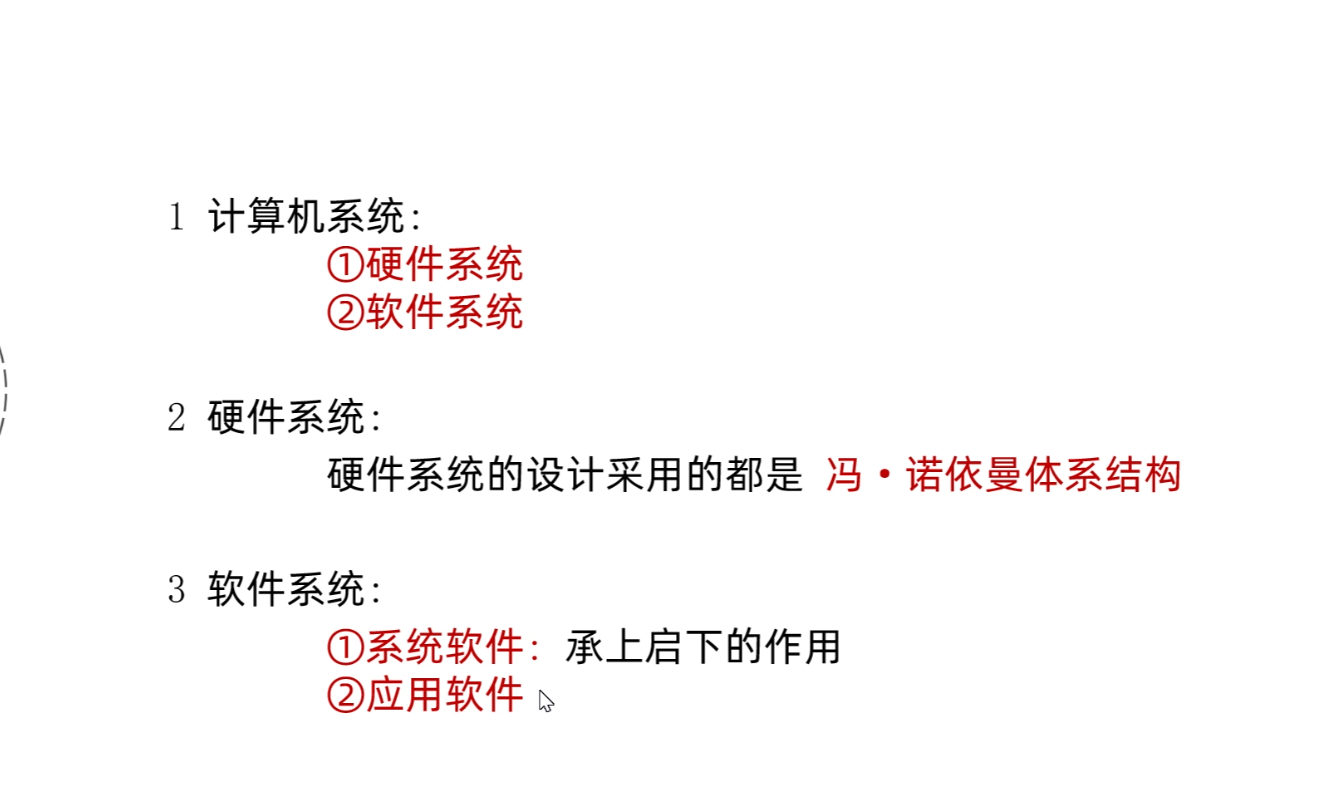 1 计算机系统：
①硬件系统
②软件系统
2 硬件系统：
硬件系统的设计采用的都是 冯·诺依曼体系结构
3 软件系统：
①系统软件：承上启下的作用
②应用软件